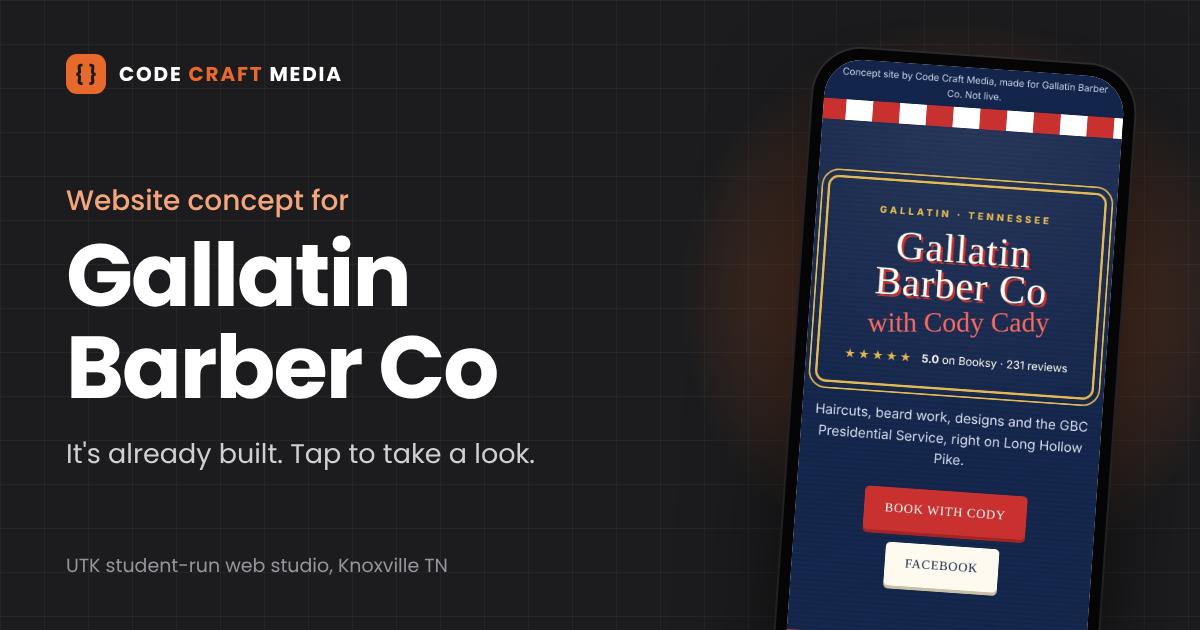 { } CODE CRAFT MEDIA
Website concept for
Gallatin
Barber Co
It's already built. Tap to take a look.
UTK student-run web studio, Knoxville TN
Concept site by Code Craft Media, made for Gallatin Barber
Co. Not live.
GALLATIN · TENNESSEE
Gallatin
Barber Co
with Cody Cady
★★★★★ 5.0 on Booksy · 231 reviews
Haircuts, beard work, designs and the GBC
Presidential Service, right on Long Hollow
Pike.
BOOK WITH CODY
FACEBOOK